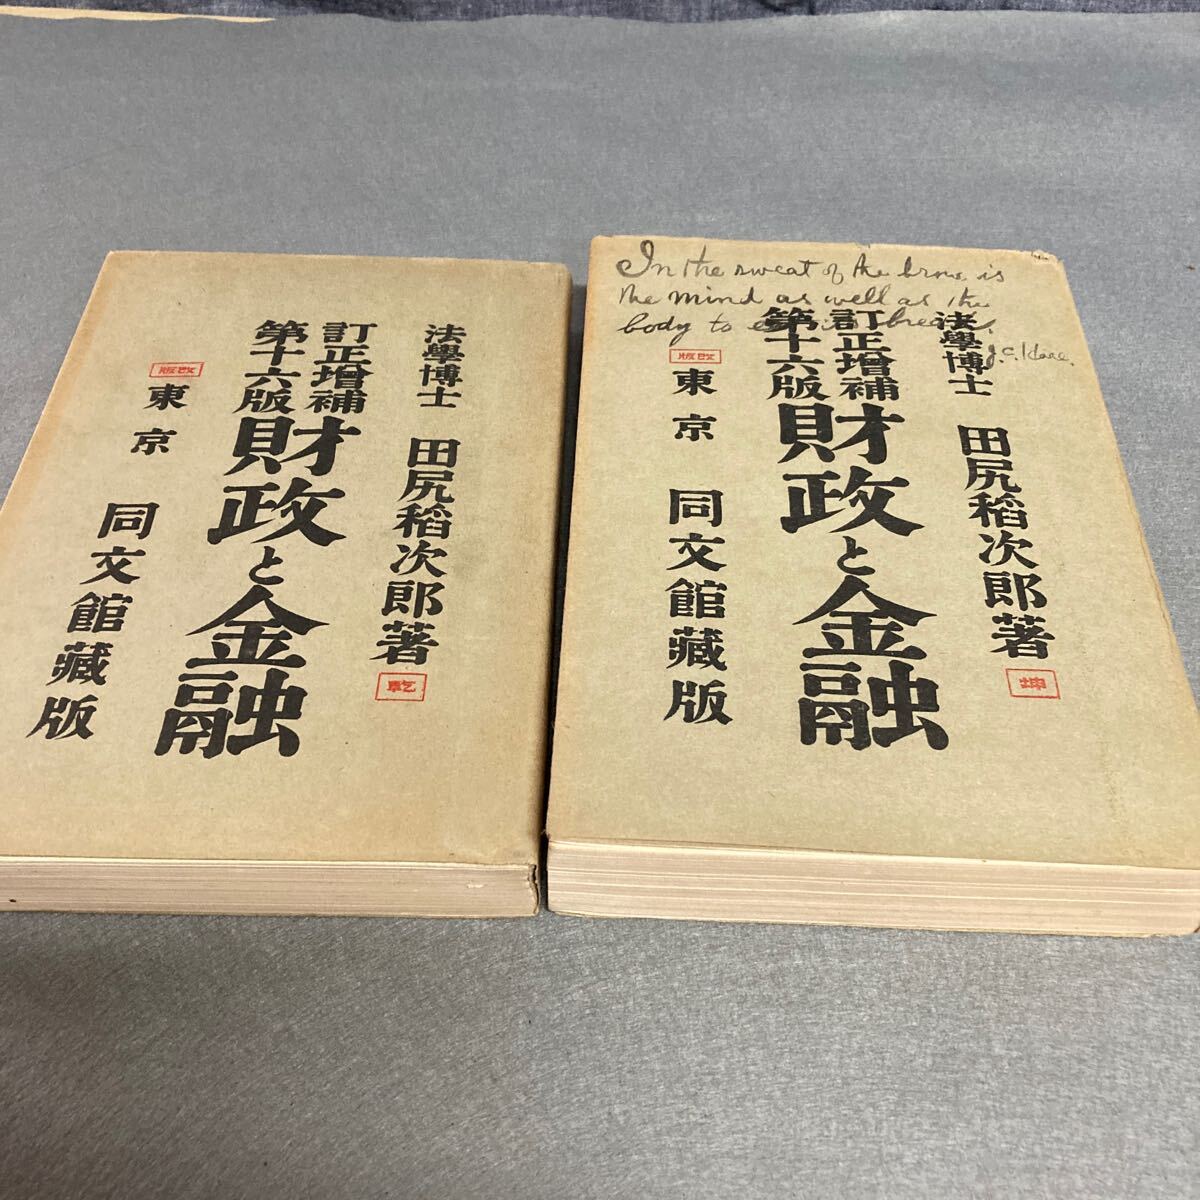 法學博士 田尻稻次郎著
乾
訂正增補
第十六版
財政と金融
改版
東京 同文館藏版
In the sweat of the brow is
the mind as well as the
body to
J.C. Hare.
法學博士 田尻稻次郎著
坤
訂正增補
第十六版
財政と金融
改版
東京 同文館藏版